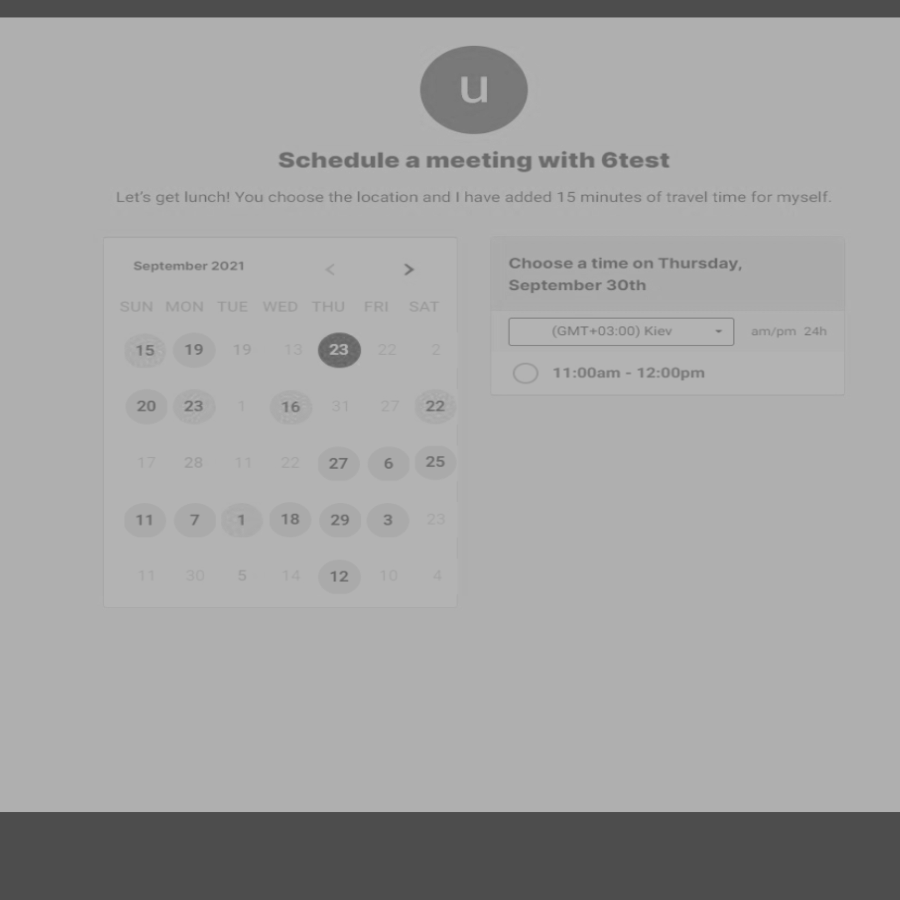 u
Schedule a meeting with 6test
Let's get lunch! You choose the location and I have added 15 minutes of travel time for myself.
September 2021 < >
SUN MON TUE WED THU FRI SAT
15 19 19 13 23 22 2
20 23 1 16 31 27 22
17 28 11 22 27 6 25
11 7 1 18 29 3 23
11 30 5 14 12 10 4
Choose a time on Thursday,
September 30th
(GMT+03:00) Kiev am/pm 24h
11:00am - 12:00pm